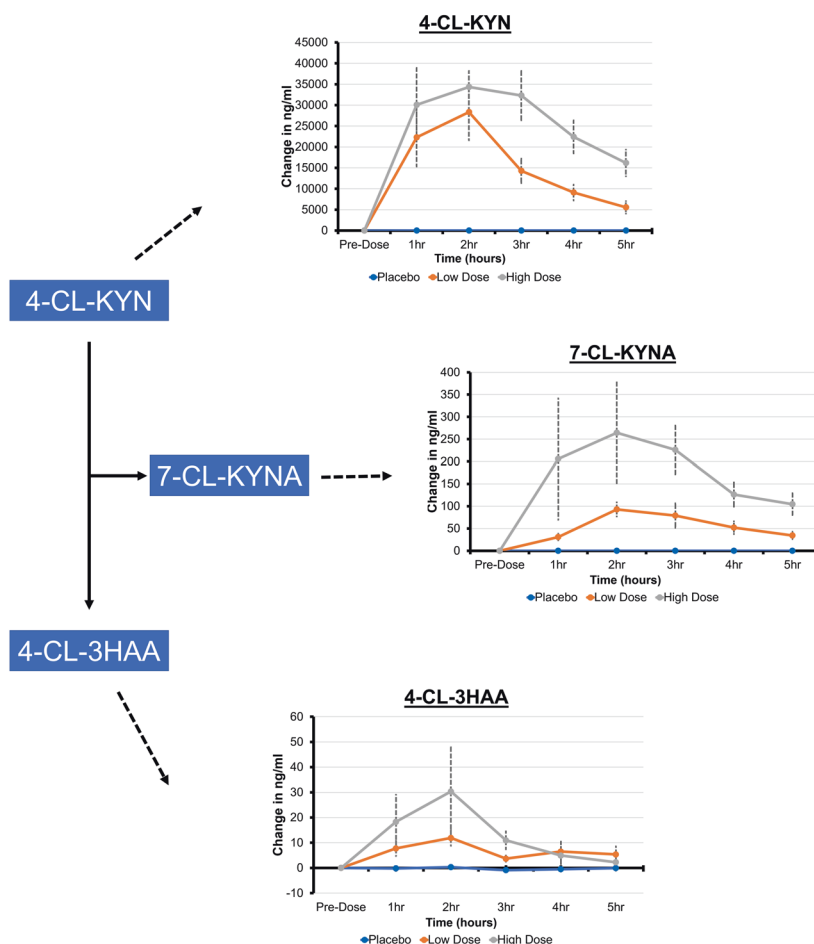 4-CL-KYN
45000
40000
35000
30000
25000
20000
15000
10000
5000
0
Change in ng/ml
Pre-Dose 1hr 2hr 3hr 4hr 5hr
Time (hours)
Placebo Low Dose High Dose
4-CL-KYN
7-CL-KYNA
400
350
300
250
200
150
100
50
0
Change in ng/ml
Pre-Dose 1hr 2hr 3hr 4hr 5hr
Time (hours)
Placebo Low Dose High Dose
7-CL-KYNA
4-CL-3HAA
4-CL-3HAA
60
50
40
30
20
10
0
-10
Change in ng/ml
Pre-Dose 1hr 2hr 3hr 4hr 5hr
Time (hours)
Placebo Low Dose High Dose